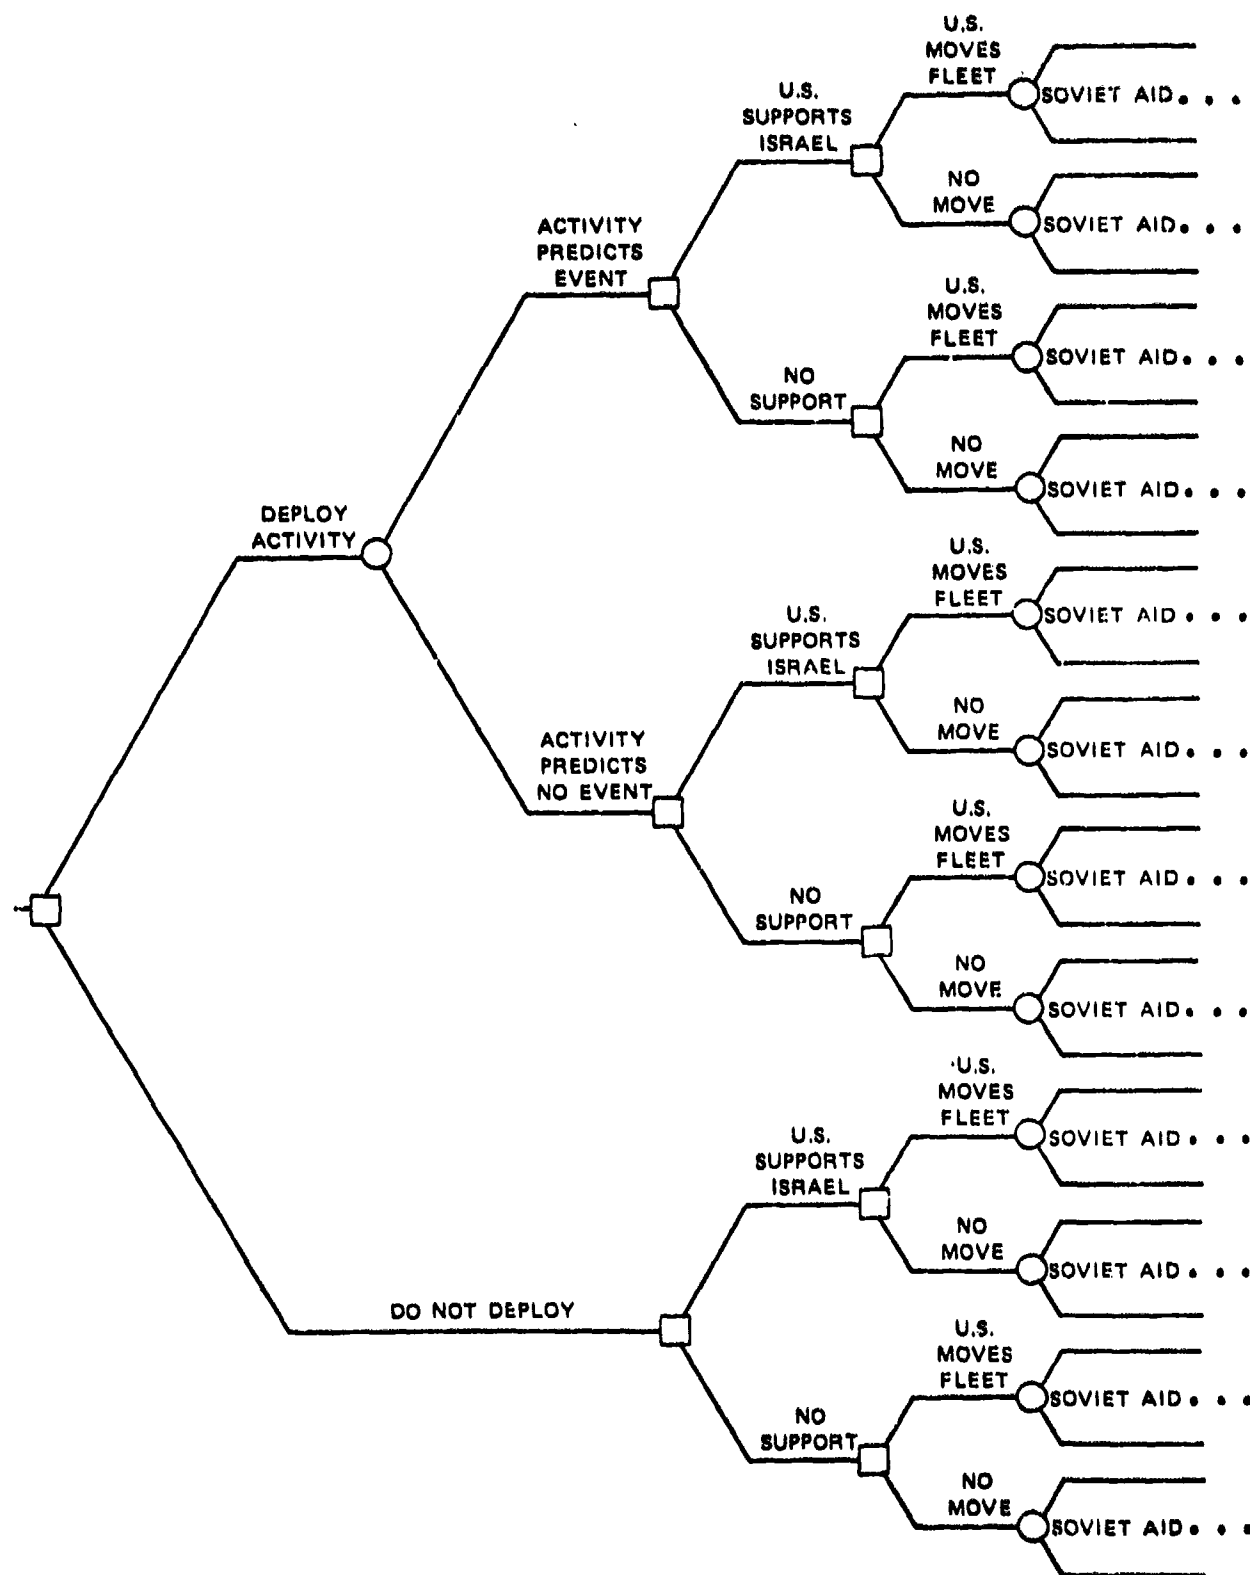 U.S.
MOVES
FLEET
SOVIET AID. . .
U.S.
SUPPORTS
ISRAEL
NO
MOVE
SOVIET AID. . .
ACTIVITY
PREDICTS
EVENT
U.S.
MOVES
FLEET
SOVIET AID. . .
NO
SUPPORT
NO
MOVE
SOVIET AID. . .
DEPLOY
ACTIVITY
U.S.
MOVES
FLEET
SOVIET AID. . .
U.S.
SUPPORTS
ISRAEL
NO
MOVE
SOVIET AID. . .
ACTIVITY
PREDICTS
NO EVENT
U.S.
MOVES
FLEET
SOVIET AID. . .
NO
SUPPORT
NO
MOVE
SOVIET AID. . .
U.S.
MOVES
FLEET
SOVIET AID. . .
U.S.
SUPPORTS
ISRAEL
NO
MOVE
SOVIET AID. . .
DO NOT DEPLOY
U.S.
MOVES
FLEET
SOVIET AID. . .
NO
SUPPORT
NO
MOVE
SOVIET AID. . .